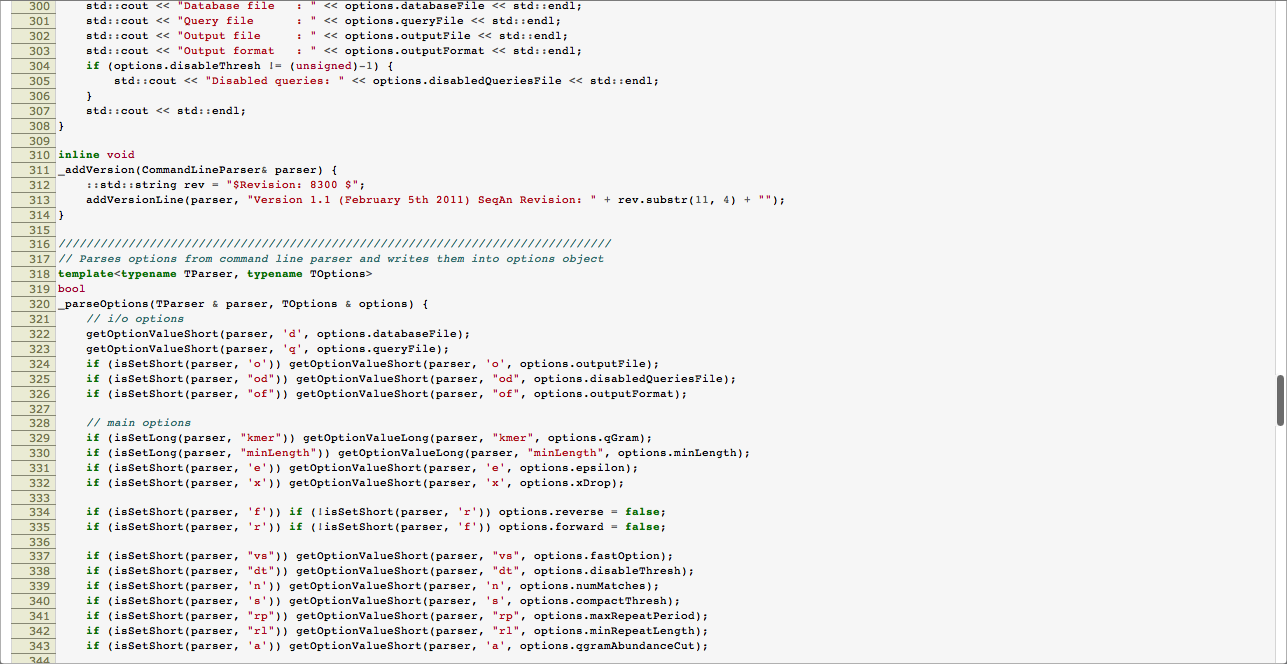 300     std::cout << "Database file   : " << options.databaseFile << std::endl;
301     std::cout << "Query file      : " << options.queryFile << std::endl;
302     std::cout << "Output file     : " << options.outputFile << std::endl;
303     std::cout << "Output format   : " << options.outputFormat << std::endl;
304     if (options.disableThresh != (unsigned)-1) {
305         std::cout << "Disabled queries: " << options.disabledQueriesFile << std::endl;
306     }
307     std::cout << std::endl;
308 }
309
310 inline void
311 _addVersion(CommandLineParser& parser) {
312     ::std::string rev = "$Revision: 8300 $";
313     addVersionLine(parser, "Version 1.1 (February 5th 2011) SeqAn Revision: " + rev.substr(11, 4) + "");
314 }
315
316 ///////////////////////////////////////////////////////////////////////////////
317 // Parses options from command line parser and writes them into options object
318 template<typename TParser, typename TOptions>
319 bool
320 _parseOptions(TParser & parser, TOptions & options) {
321     // i/o options
322     getOptionValueShort(parser, 'd', options.databaseFile);
323     getOptionValueShort(parser, 'q', options.queryFile);
324     if (isSetShort(parser, 'o')) getOptionValueShort(parser, 'o', options.outputFile);
325     if (isSetShort(parser, "od")) getOptionValueShort(parser, "od", options.disabledQueriesFile);
326     if (isSetShort(parser, "of")) getOptionValueShort(parser, "of", options.outputFormat);
327
328     // main options
329     if (isSetLong(parser, "kmer")) getOptionValueLong(parser, "kmer", options.qGram);
330     if (isSetLong(parser, "minLength")) getOptionValueLong(parser, "minLength", options.minLength);
331     if (isSetShort(parser, 'e')) getOptionValueShort(parser, 'e', options.epsilon);
332     if (isSetShort(parser, 'x')) getOptionValueShort(parser, 'x', options.xDrop);
333
334     if (isSetShort(parser, 'f')) if (!isSetShort(parser, 'r')) options.reverse = false;
335     if (isSetShort(parser, 'r')) if (!isSetShort(parser, 'f')) options.forward = false;
336
337     if (isSetShort(parser, "vs")) getOptionValueShort(parser, "vs", options.fastOption);
338     if (isSetShort(parser, "dt")) getOptionValueShort(parser, "dt", options.disableThresh);
339     if (isSetShort(parser, 'n')) getOptionValueShort(parser, 'n', options.numMatches);
340     if (isSetShort(parser, 's')) getOptionValueShort(parser, 's', options.compactThresh);
341     if (isSetShort(parser, "rp")) getOptionValueShort(parser, "rp", options.maxRepeatPeriod);
342     if (isSetShort(parser, "rl")) getOptionValueShort(parser, "rl", options.minRepeatLength);
343     if (isSetShort(parser, 'a')) getOptionValueShort(parser, 'a', options.qgramAbundanceCut);
344